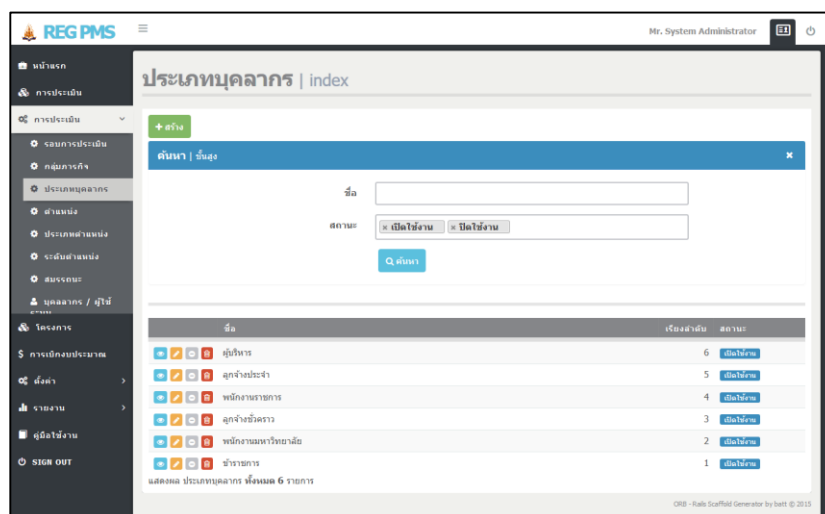 REG PMS
Mr. System Administrator
หน้าแรก
การประเมิน
การประเมิน
รอบการประเมิน
กลุ่มภารกิจ
ประเภทบุคลากร
ตำแหน่ง
ประเภทตำแหน่ง
ระดับตำแหน่ง
สมรรถนะ
บุคลากร / ผู้ใช้
โครงการ
$ การเบิกงบประมาณ
ตั้งค่า
รายงาน
คู่มือใช้งาน
SIGN OUT
ประเภทบุคลากร | index
+ สร้าง
ค้นหา | ขั้นสูง ×
ชื่อ
สถานะ × เปิดใช้งาน × ปิดใช้งาน
ค้นหา
ชื่อ เรียงลำดับ สถานะ
ผู้บริหาร 6 เปิดใช้งาน
ลูกจ้างประจำ 5 เปิดใช้งาน
พนักงานราชการ 4 เปิดใช้งาน
ลูกจ้างชั่วคราว 3 เปิดใช้งาน
พนักงานมหาวิทยาลัย 2 เปิดใช้งาน
ข้าราชการ 1 เปิดใช้งาน
แสดงผล ประเภทบุคลากร ทั้งหมด 6 รายการ
ORB - Rails Scaffold Generator by batt © 2015